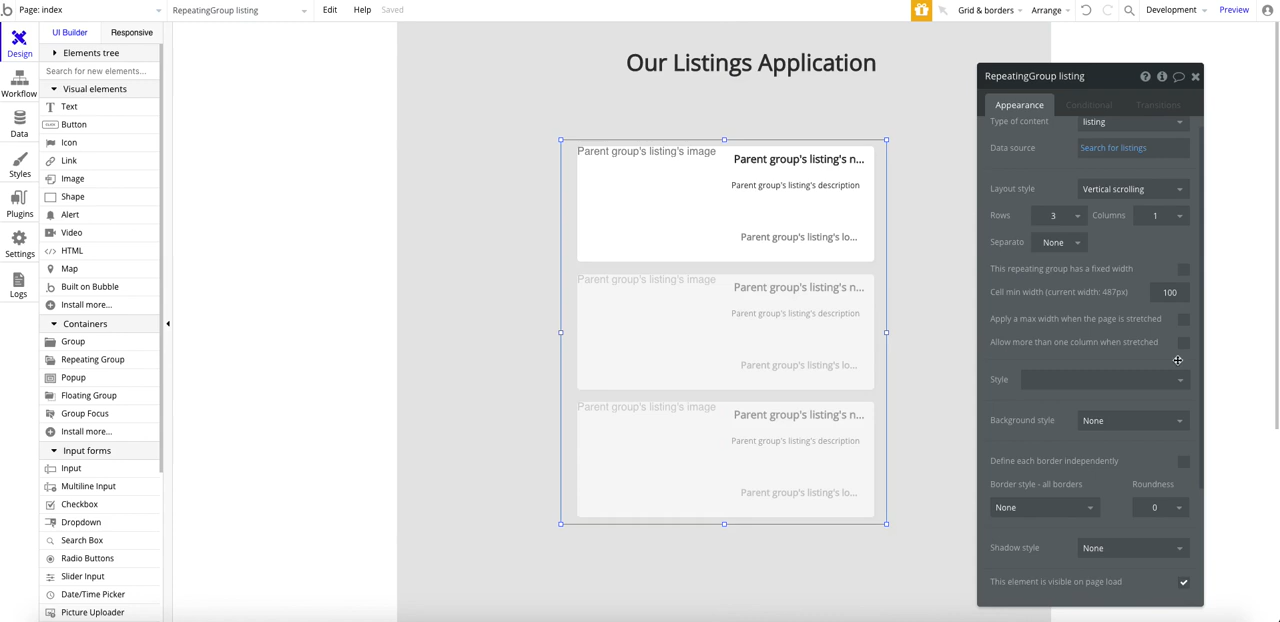 Page: index
RepeatingGroup listing
Edit
Help
Saved
Grid & borders
Arrange
Development
Preview
Design
Workflow
Data
Styles
Plugins
Settings
Logs
UI Builder
Responsive
Elements tree
Search for new elements...
Visual elements
Text
CLICK
Button
Icon
Link
Image
Shape
Alert
Video
</> HTML
Map
Built on Bubble
Install more...
Containers
Group
Repeating Group
Popup
Floating Group
Group Focus
Install more...
Input forms
Input
Multiline Input
Checkbox
Dropdown
Search Box
Radio Buttons
Slider Input
Date/Time Picker
Picture Uploader
Our Listings Application
Parent group's listing's image
Parent group's listing's n...
Parent group's listing's description
Parent group's listing's lo...
Parent group's listing's image
Parent group's listing's n...
Parent group's listing's description
Parent group's listing's lo...
Parent group's listing's image
Parent group's listing's n...
Parent group's listing's description
Parent group's listing's lo...
RepeatingGroup listing
Appearance
Conditional
Transitions
Type of content
listing
Data source
Search for listings
Layout style
Vertical scrolling
Rows
3
Columns
1
Separato
None
This repeating group has a fixed width
Cell min width (current width: 487px)
100
Apply a max width when the page is stretched
Allow more than one column when stretched
Style
Background style
None
Define each border independently
Border style - all borders
Roundness
None
0
Shadow style
None
This element is visible on page load